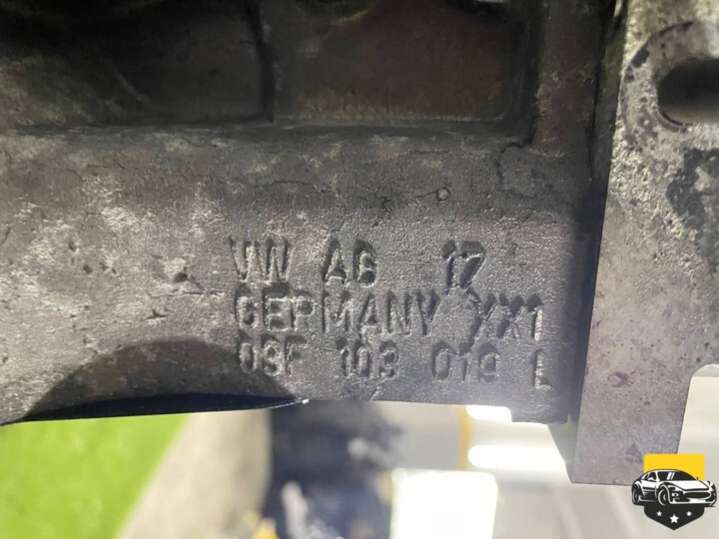 VW AG 17
GERMANY XX1
03F 103 019 L